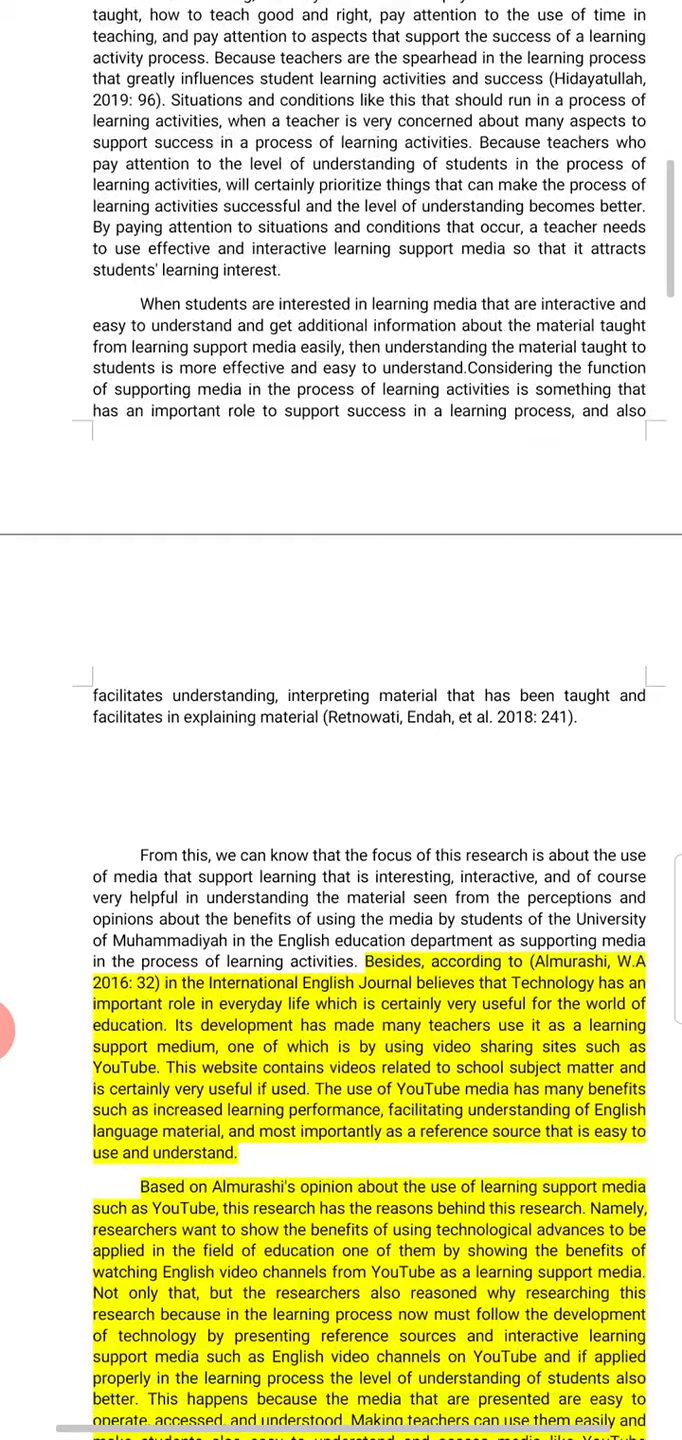 taught, how to teach good and right, pay attention to the use of time in
teaching, and pay attention to aspects that support the success of a learning
activity process. Because teachers are the spearhead in the learning process
that greatly influences student learning activities and success (Hidayatullah,
2019: 96). Situations and conditions like this that should run in a process of
learning activities, when a teacher is very concerned about many aspects to
support success in a process of learning activities. Because teachers who
pay attention to the level of understanding of students in the process of
learning activities, will certainly prioritize things that can make the process of
learning activities successful and the level of understanding becomes better.
By paying attention to situations and conditions that occur, a teacher needs
to use effective and interactive learning support media so that it attracts
students' learning interest.
When students are interested in learning media that are interactive and
easy to understand and get additional information about the material taught
from learning support media easily, then understanding the material taught to
students is more effective and easy to understand.Considering the function
of supporting media in the process of learning activities is something that
has an important role to support success in a learning process, and also
facilitates understanding, interpreting material that has been taught and
facilitates in explaining material (Retnowati, Endah, et al. 2018: 241).
From this, we can know that the focus of this research is about the use
of media that support learning that is interesting, interactive, and of course
very helpful in understanding the material seen from the perceptions and
opinions about the benefits of using the media by students of the University
of Muhammadiyah in the English education department as supporting media
in the process of learning activities. Besides, according to (Almurashi, W.A
2016: 32) in the International English Journal believes that Technology has an
important role in everyday life which is certainly very useful for the world of
education. Its development has made many teachers use it as a learning
support medium, one of which is by using video sharing sites such as
YouTube. This website contains videos related to school subject matter and
is certainly very useful if used. The use of YouTube media has many benefits
such as increased learning performance, facilitating understanding of English
language material, and most importantly as a reference source that is easy to
use and understand.
Based on Almurashi's opinion about the use of learning support media
such as YouTube, this research has the reasons behind this research. Namely,
researchers want to show the benefits of using technological advances to be
applied in the field of education one of them by showing the benefits of
watching English video channels from YouTube as a learning support media.
Not only that, but the researchers also reasoned why researching this
research because in the learning process now must follow the development
of technology by presenting reference sources and interactive learning
support media such as English video channels on YouTube and if applied
properly in the learning process the level of understanding of students also
better. This happens because the media that are presented are easy to
operate, accessed, and understood. Making teachers can use them easily and